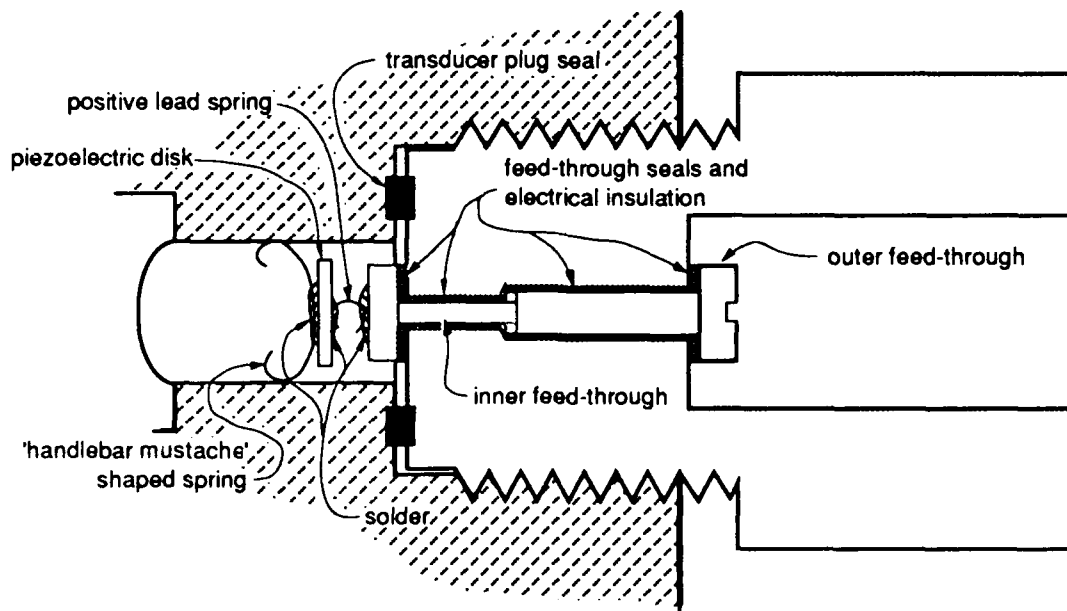 transducer plug seal
positive lead spring
piezoelectric disk
feed-through seals and
electrical insulation
outer feed-through
inner feed-through
'handlebar mustache'
shaped spring
solder